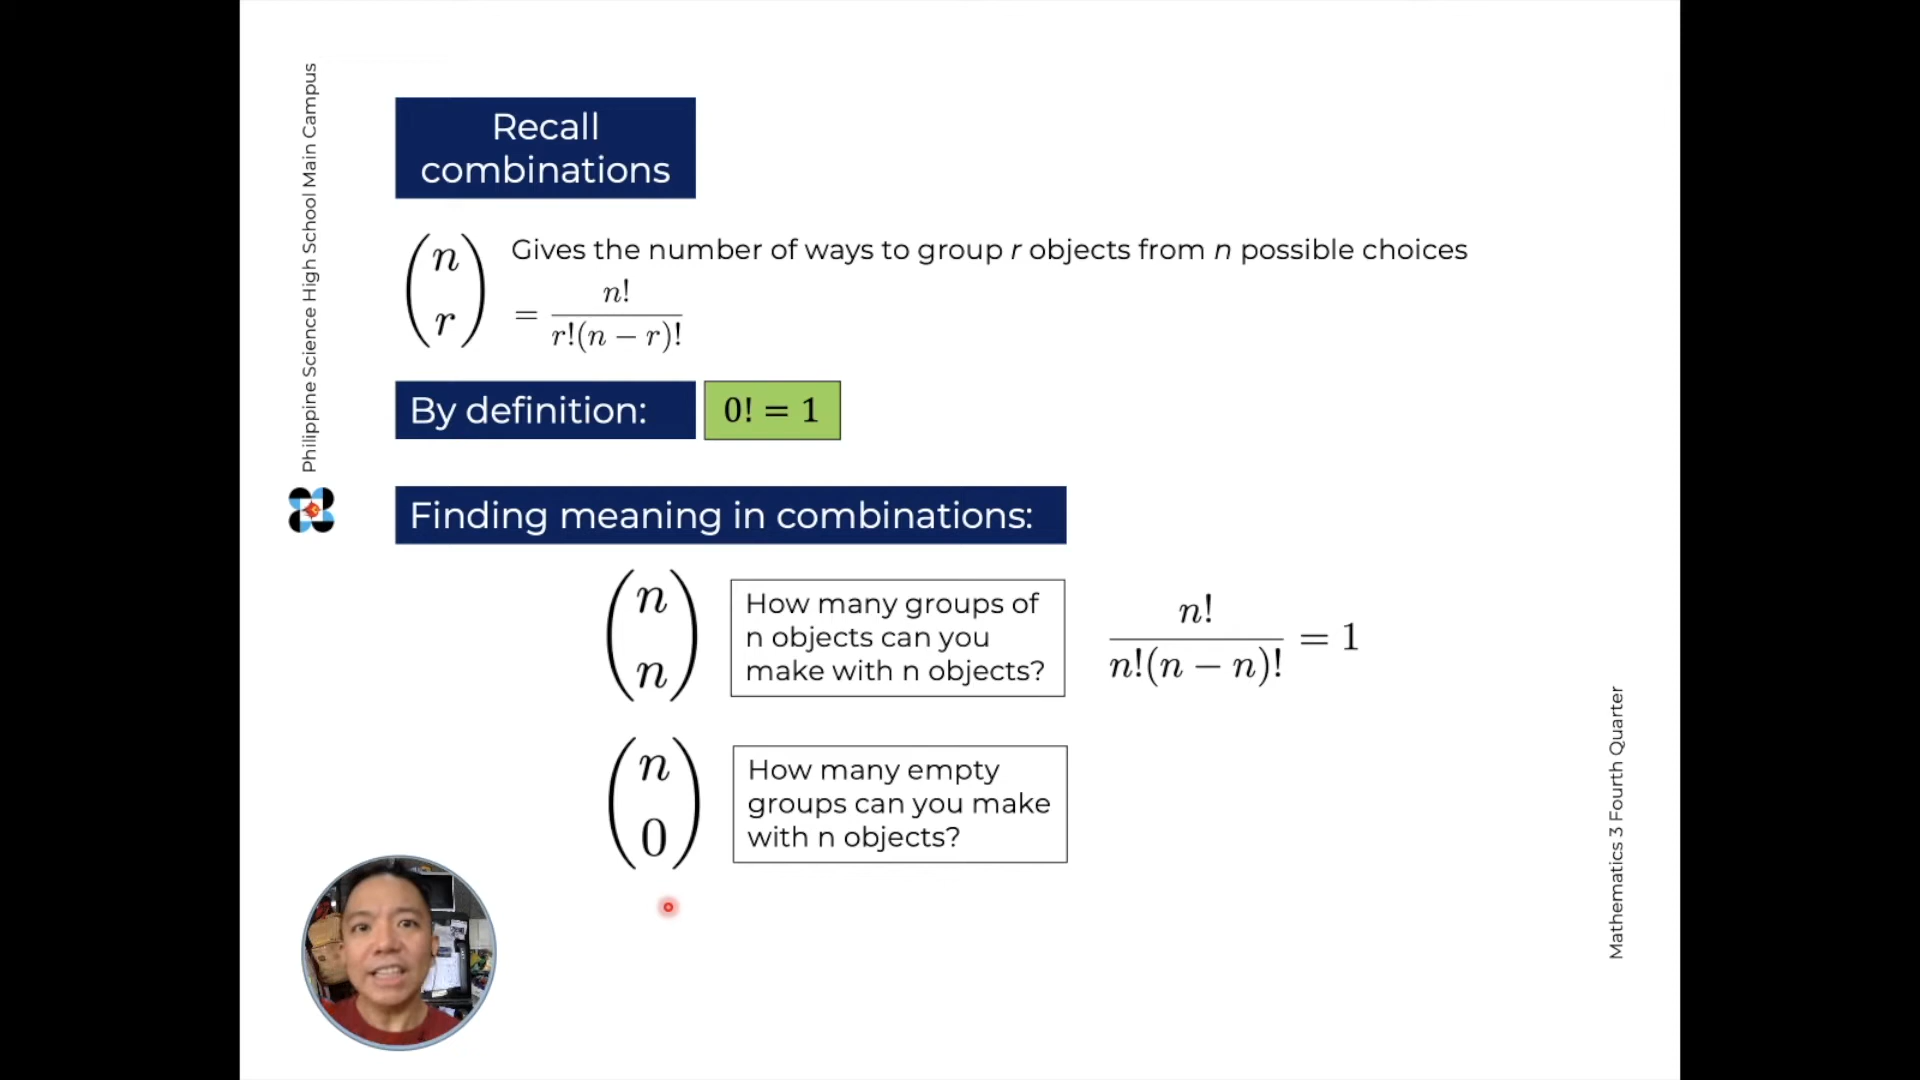 Philippine Science High School Main Campus
Recall
combinations
(n r) Gives the number of ways to group r objects from n possible choices
= n! / r!(n − r)!
By definition: 0! = 1
Finding meaning in combinations:
(n n)
How many groups of
n objects can you
make with n objects?
n! / n!(n − n)! = 1
(n 0)
How many empty
groups can you make
with n objects?
Mathematics 3 Fourth Quarter